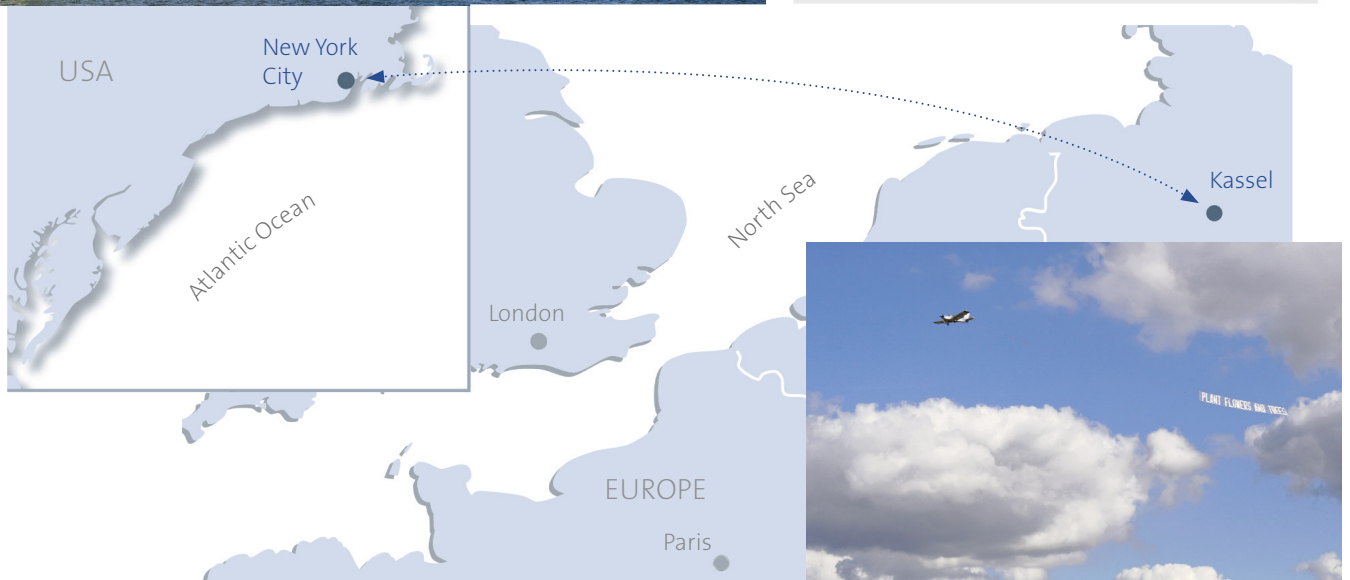 USA
New York
City
Atlantic Ocean
North Sea
Kassel
London
EUROPE
Paris
PLANT FLOWERS AND TREES